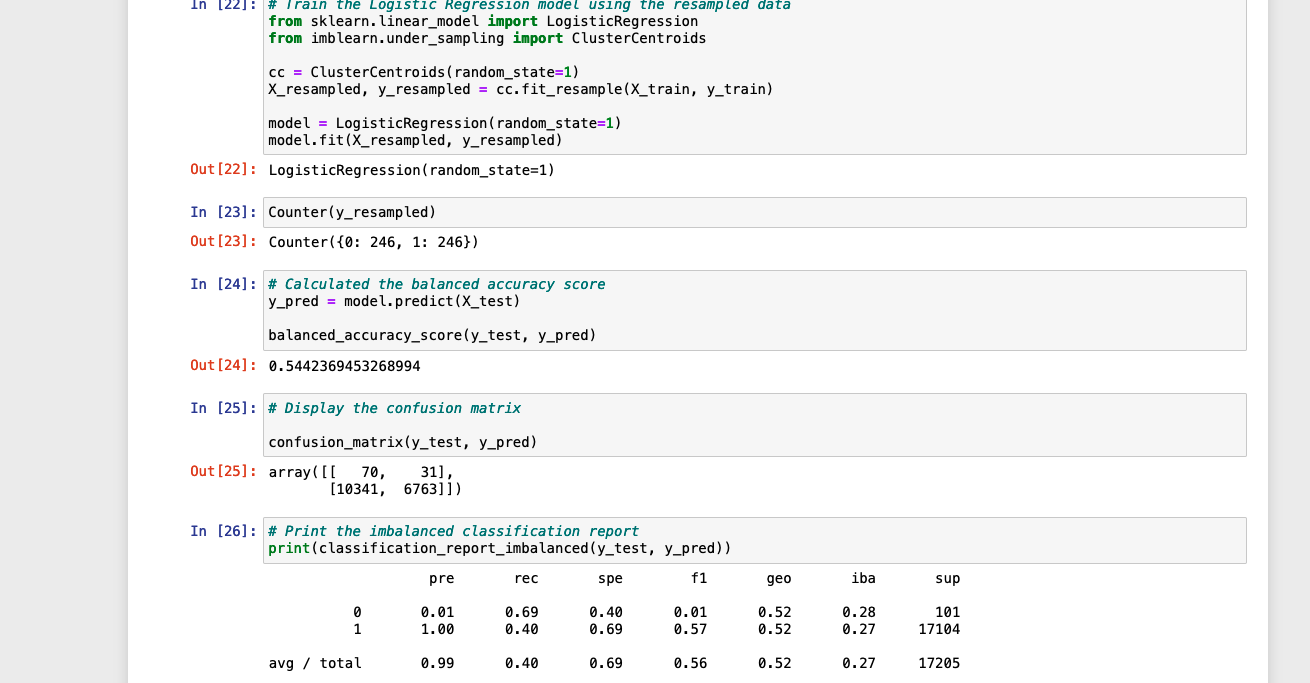 In [22]: # Train the Logistic Regression model using the resampled data
from sklearn.linear_model import LogisticRegression
from imblearn.under_sampling import ClusterCentroids
cc = ClusterCentroids(random_state=1)
X_resampled, y_resampled = cc.fit_resample(X_train, y_train)
model = LogisticRegression(random_state=1)
model.fit(X_resampled, y_resampled)
Out[22]: LogisticRegression(random_state=1)
In [23]: Counter(y_resampled)
Out[23]: Counter({0: 246, 1: 246})
In [24]: # Calculated the balanced accuracy score
y_pred = model.predict(X_test)
balanced_accuracy_score(y_test, y_pred)
Out[24]: 0.5442369453268994
In [25]: # Display the confusion matrix
confusion_matrix(y_test, y_pred)
Out[25]: array([[   70,    31],
[10341,  6763]])
In [26]: # Print the imbalanced classification report
print(classification_report_imbalanced(y_test, y_pred))
pre rec spe f1 geo iba sup
0 0.01 0.69 0.40 0.01 0.52 0.28 101
1 1.00 0.40 0.69 0.57 0.52 0.27 17104
avg / total 0.99 0.40 0.69 0.56 0.52 0.27 17205